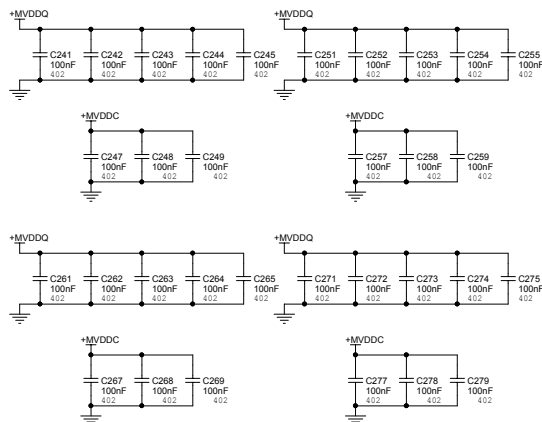 +MVDDQ
C241 C242 C243 C244 C245
100nF 100nF 100nF 100nF 100nF
402 402 402 402 402
+MVDDQ
C251 C252 C253 C254 C255
100nF 100nF 100nF 100nF 100nF
402 402 402 402 402
+MVDDC
C247 C248 C249
100nF 100nF 100nF
402 402 402
+MVDDC
C257 C258 C259
100nF 100nF 100nF
402 402 402
+MVDDQ
C261 C262 C263 C264 C265
100nF 100nF 100nF 100nF 100nF
402 402 402 402 402
+MVDDQ
C271 C272 C273 C274 C275
100nF 100nF 100nF 100nF 100nF
402 402 402 402 402
+MVDDC
C267 C268 C269
100nF 100nF 100nF
402 402 402
+MVDDC
C277 C278 C279
100nF 100nF 100nF
402 402 402